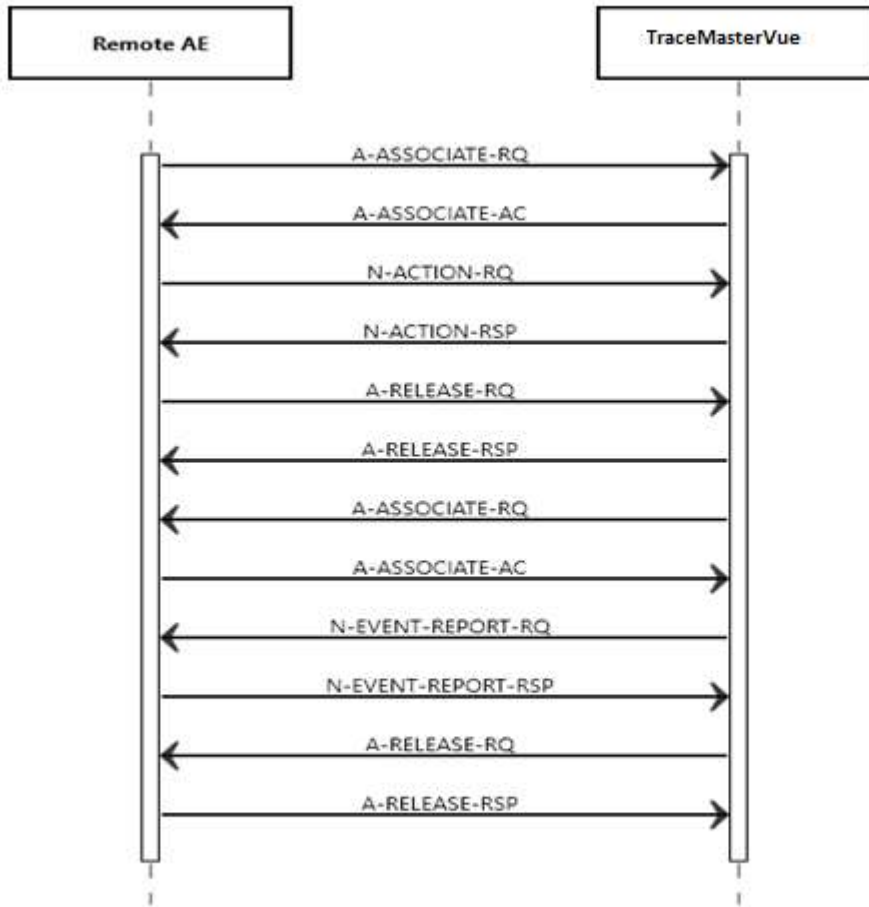 Remote AE
TraceMasterVue
A-ASSOCIATE-RQ
A-ASSOCIATE-AC
N-ACTION-RQ
N-ACTION-RSP
A-RELEASE-RQ
A-RELEASE-RSP
A-ASSOCIATE-RQ
A-ASSOCIATE-AC
N-EVENT-REPORT-RQ
N-EVENT-REPORT-RSP
A-RELEASE-RQ
A-RELEASE-RSP